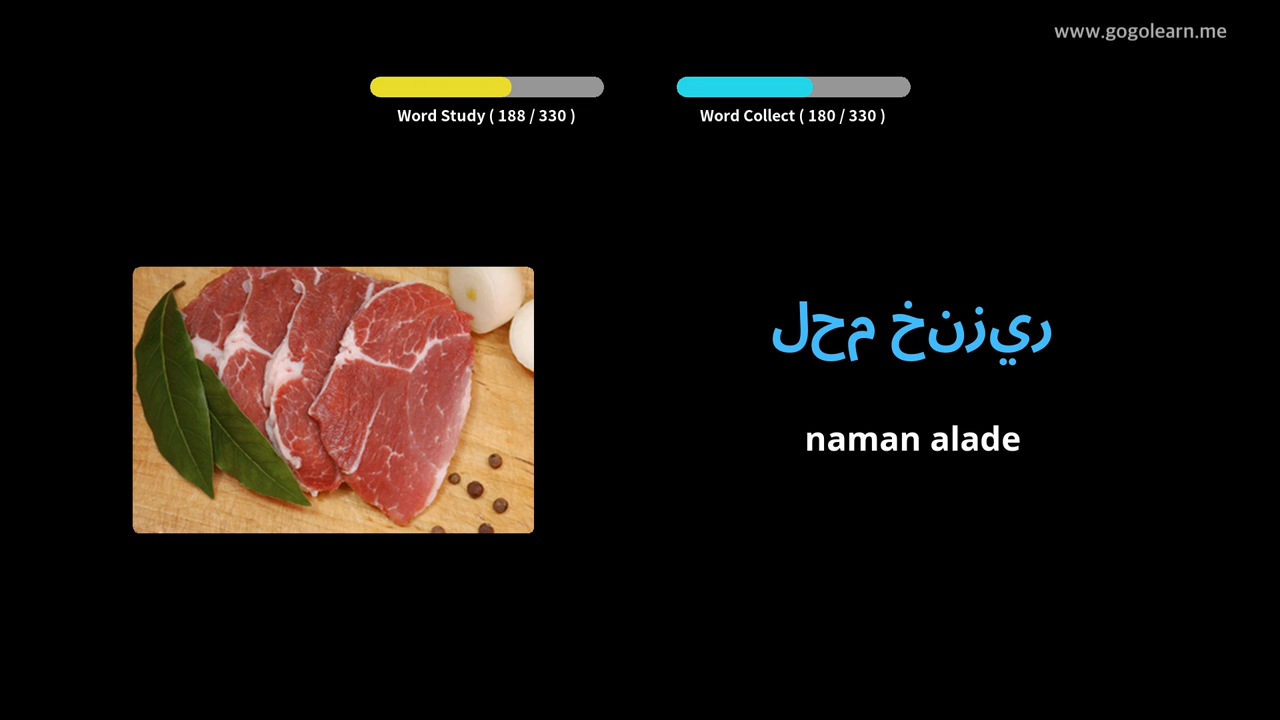 www.gogolearn.me
Word Study ( 188 / 330 )
Word Collect ( 180 / 330 )
لحم خنزير
naman alade